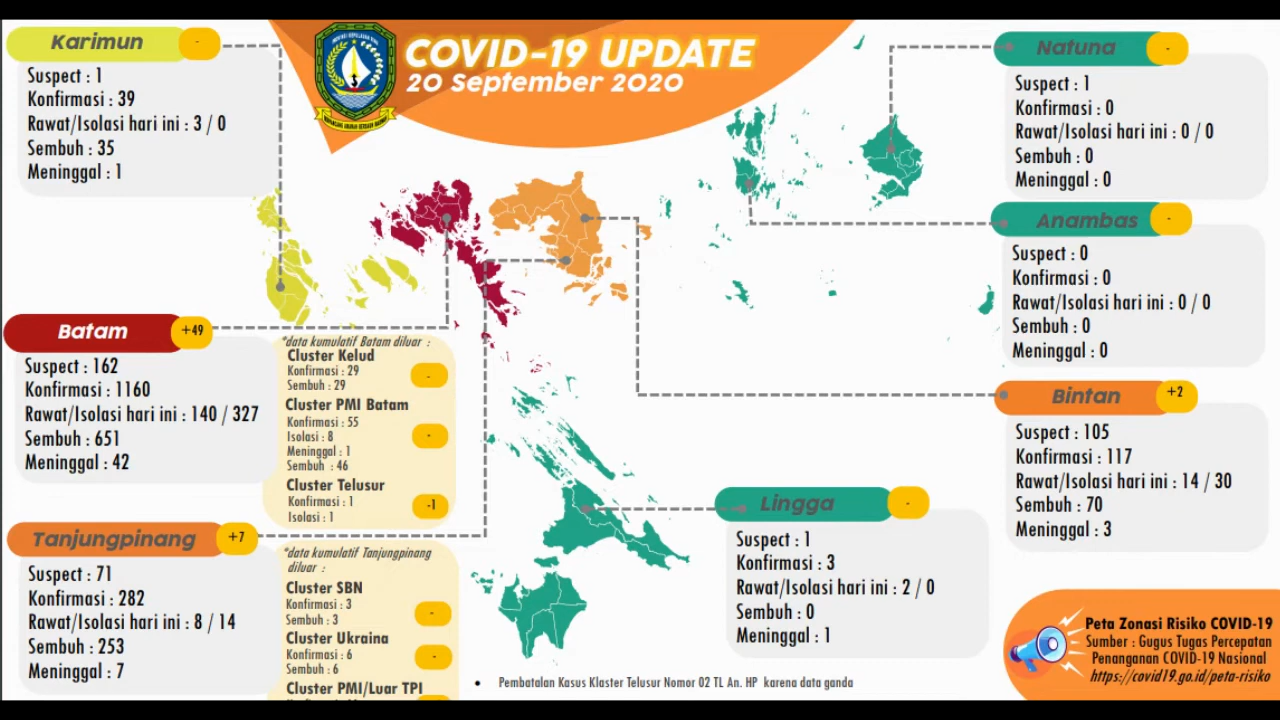 COVID-19 UPDATE
20 September 2020
Karimun
-
Suspect : 1
Konfirmasi : 39
Rawat/Isolasi hari ini : 3 / 0
Sembuh : 35
Meninggal : 1
Batam
+49
Suspect : 162
Konfirmasi : 1160
Rawat/Isolasi hari ini : 140 / 327
Sembuh : 651
Meninggal : 42
*data kumulatif Batam diluar :
Cluster Kelud
Konfirmasi : 29
Sembuh : 29
-
Cluster PMI Batam
Konfirmasi : 55
Isolasi : 8
Meninggal : 1
Sembuh : 46
-
Cluster Telusur
Konfirmasi : 1
Isolasi : 1
-1
Tanjungpinang
+7
Suspect : 71
Konfirmasi : 282
Rawat/Isolasi hari ini : 8 / 14
Sembuh : 253
Meninggal : 7
*data kumulatif Tanjungpinang
diluar :
Cluster SBN
Konfirmasi : 3
Sembuh : 3
-
Cluster Ukraina
Konfirmasi : 6
Sembuh : 6
-
Cluster PMI/Luar TPI
Natuna
-
Suspect : 1
Konfirmasi : 0
Rawat/Isolasi hari ini : 0 / 0
Sembuh : 0
Meninggal : 0
Anambas
-
Suspect : 0
Konfirmasi : 0
Rawat/Isolasi hari ini : 0 / 0
Sembuh : 0
Meninggal : 0
Bintan
+2
Suspect : 105
Konfirmasi : 117
Rawat/Isolasi hari ini : 14 / 30
Sembuh : 70
Meninggal : 3
Lingga
-
Suspect : 1
Konfirmasi : 3
Rawat/Isolasi hari ini : 2 / 0
Sembuh : 0
Meninggal : 1
• Pembatalan Kasus Klaster Telusur Nomor 02 TL An. HP karena data ganda
Peta Zonasi Risiko COVID-19
Sumber : Gugus Tugas Percepatan
Penanganan COVID-19 Nasional
https://covid19.go.id/peta-risiko